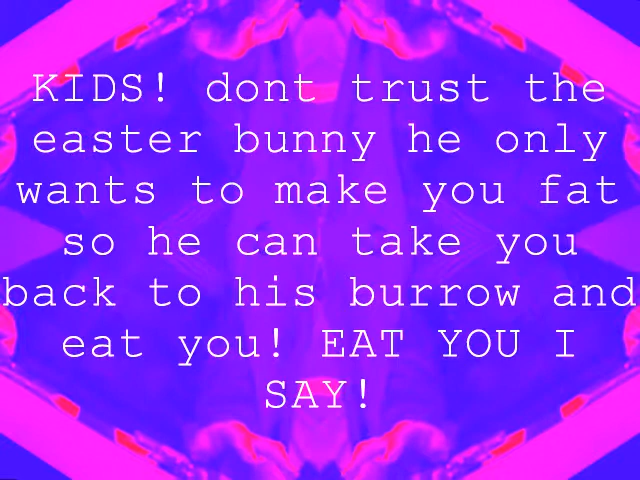 KIDS! dont trust the
easter bunny he only
wants to make you fat
so he can take you
back to his burrow and
eat you! EAT YOU I
SAY!